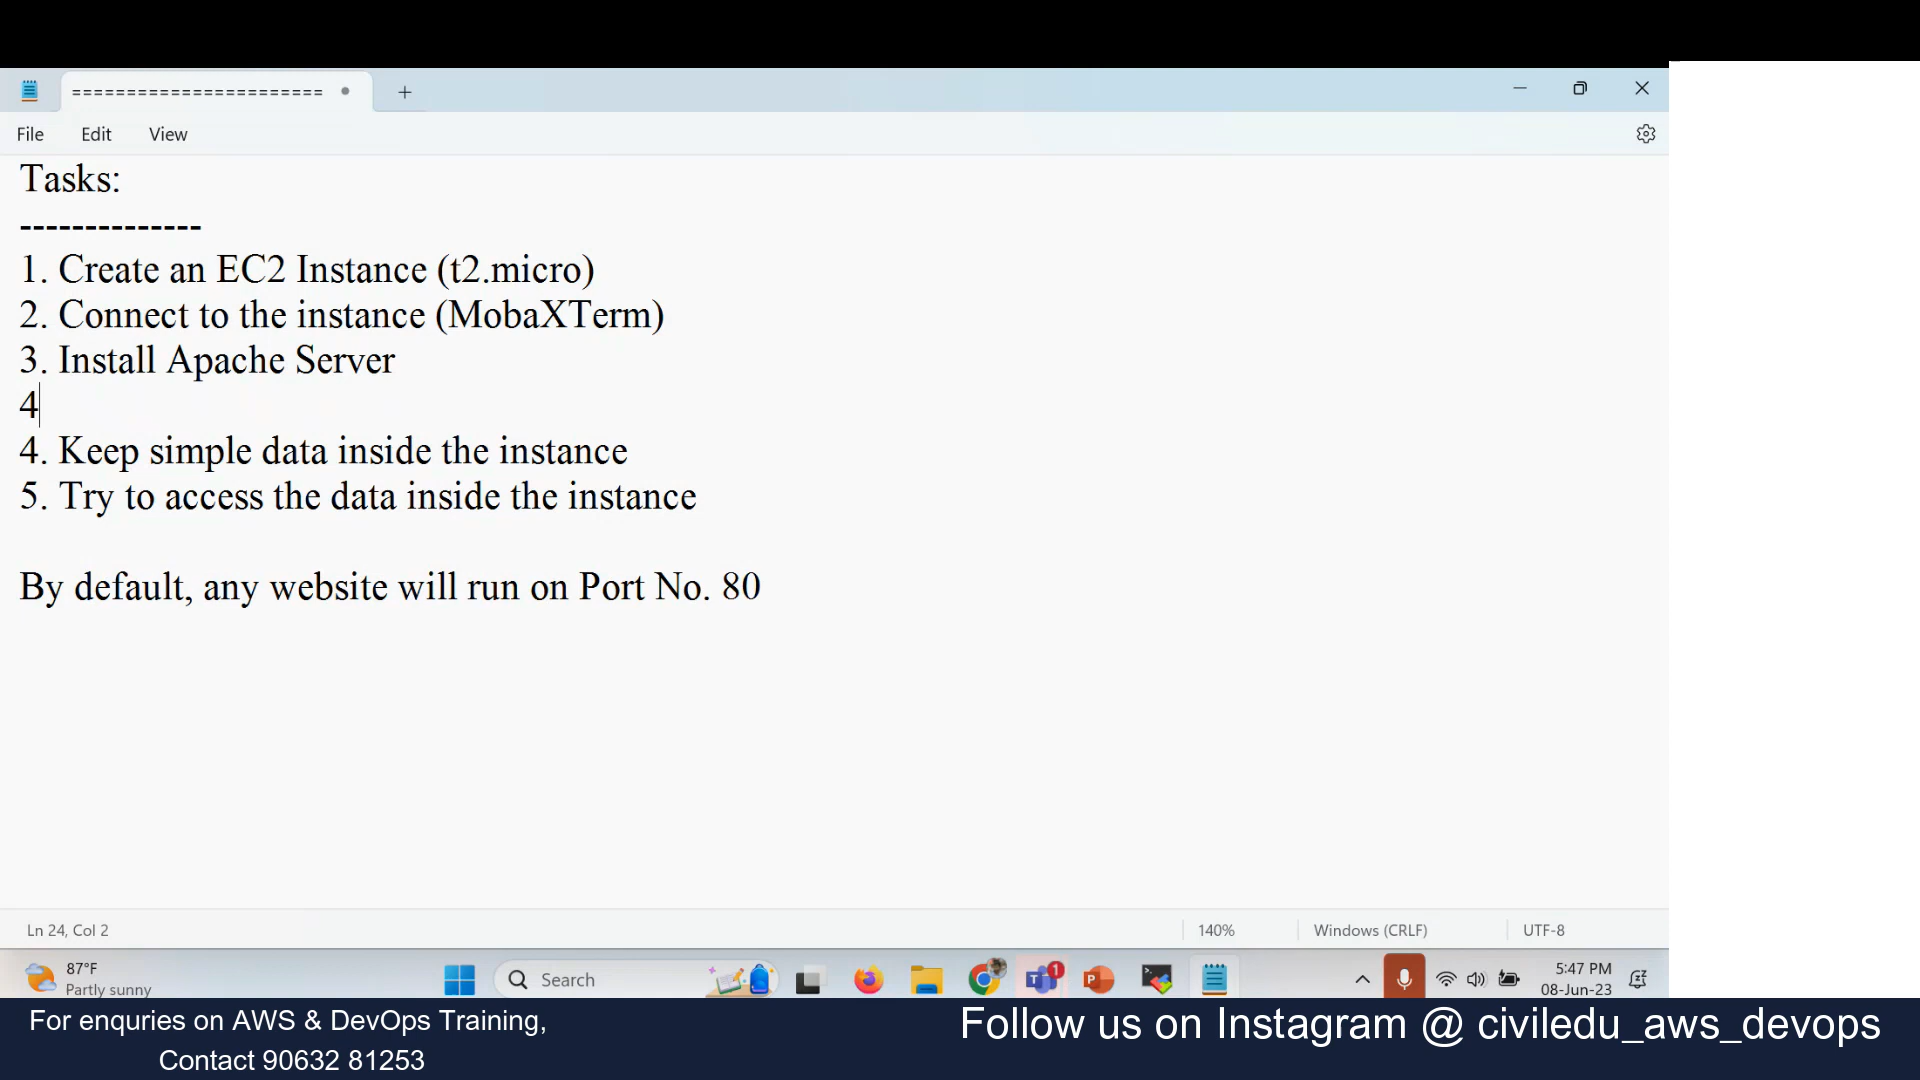 =======================
File Edit View
Tasks:
--------------
1. Create an EC2 Instance (t2.micro)
2. Connect to the instance (MobaXTerm)
3. Install Apache Server
4
4. Keep simple data inside the instance
5. Try to access the data inside the instance
By default, any website will run on Port No. 80
Ln 24, Col 2 140% Windows (CRLF) UTF-8
87°F
Partly sunny
Search
1
5:47 PM
08-Jun-23
For enquries on AWS & DevOps Training,
Contact 90632 81253
Follow us on Instagram @ civiledu_aws_devops